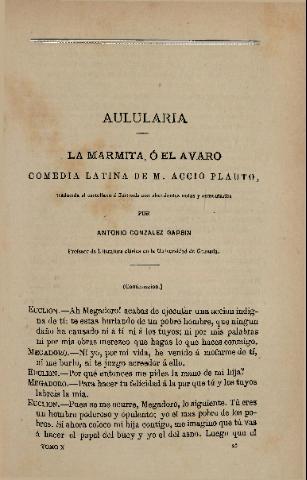 AULULARIA
LA MARMITA Ó EL AVARO
COMEDIA LATINA DE M. ACCIO PLAUTO,
traducida al castellano é ilustrada con abundantes notas y comentarios
POR
ANTONIO GONZALEZ GARBIN
Profesor de Literatura clásica en la Universidad de Granada.
(Continuacion.)
EUCLION.—Ah Megadoro! acabas de ejecutar una accion indig-
na de tí: te estas burlando de un pobre hombre, que ningun
daño ha causado ni á tí ni á los tuyos; ni por mis palabras
ni por mis obras merezco que hagas lo que haces conmigo.
MEGADORO.—Ni yo, por mi vida, he venido á mofarme de tí,
ni me burlo, ni te juzgo acreedor á ello.
EUCLION.—Por qué entonces me pides la mano de mi hija?
MEGADORO.—Para hacer tu felicidad á la par que tú y los tuyos
labreis la mia.
EUCLION.—Pues se me ocurre, Megadoro, lo siguiente. Tú eres
un hombre poderoso y opulento; yo el mas pobre de los po-
bres. Si ahora coloco mi hija contigo, me imagino que tú vas
á hacer el papel del buey y yo el del asno. Luego que el
TOMO X